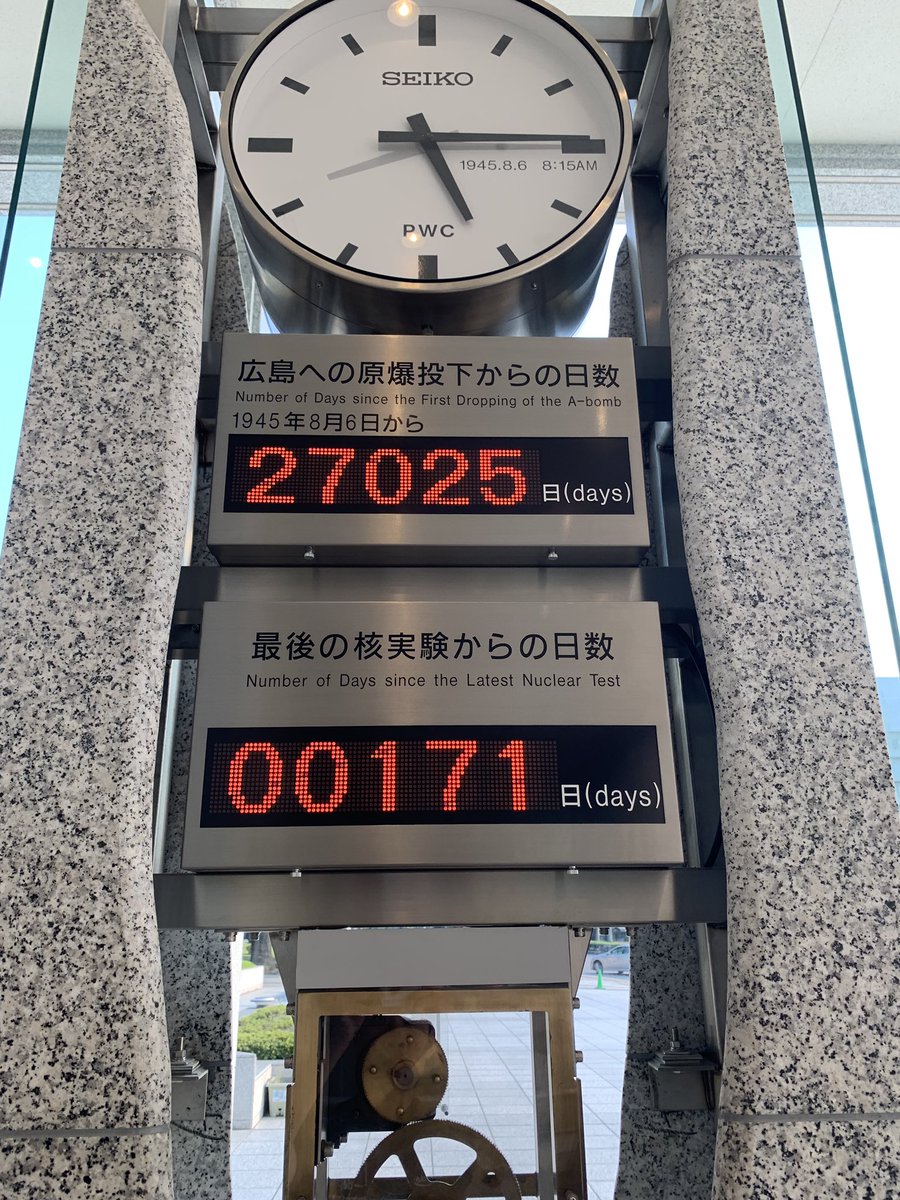 SEIKO
1945.8.6 8:15AM
PWC
広島への原爆投下からの日数
Number of Days since the First Dropping of the A-bomb
1945年8月6日から
27025 日(days)
最後の核実験からの日数
Number of Days since the Latest Nuclear Test
00171 日(days)